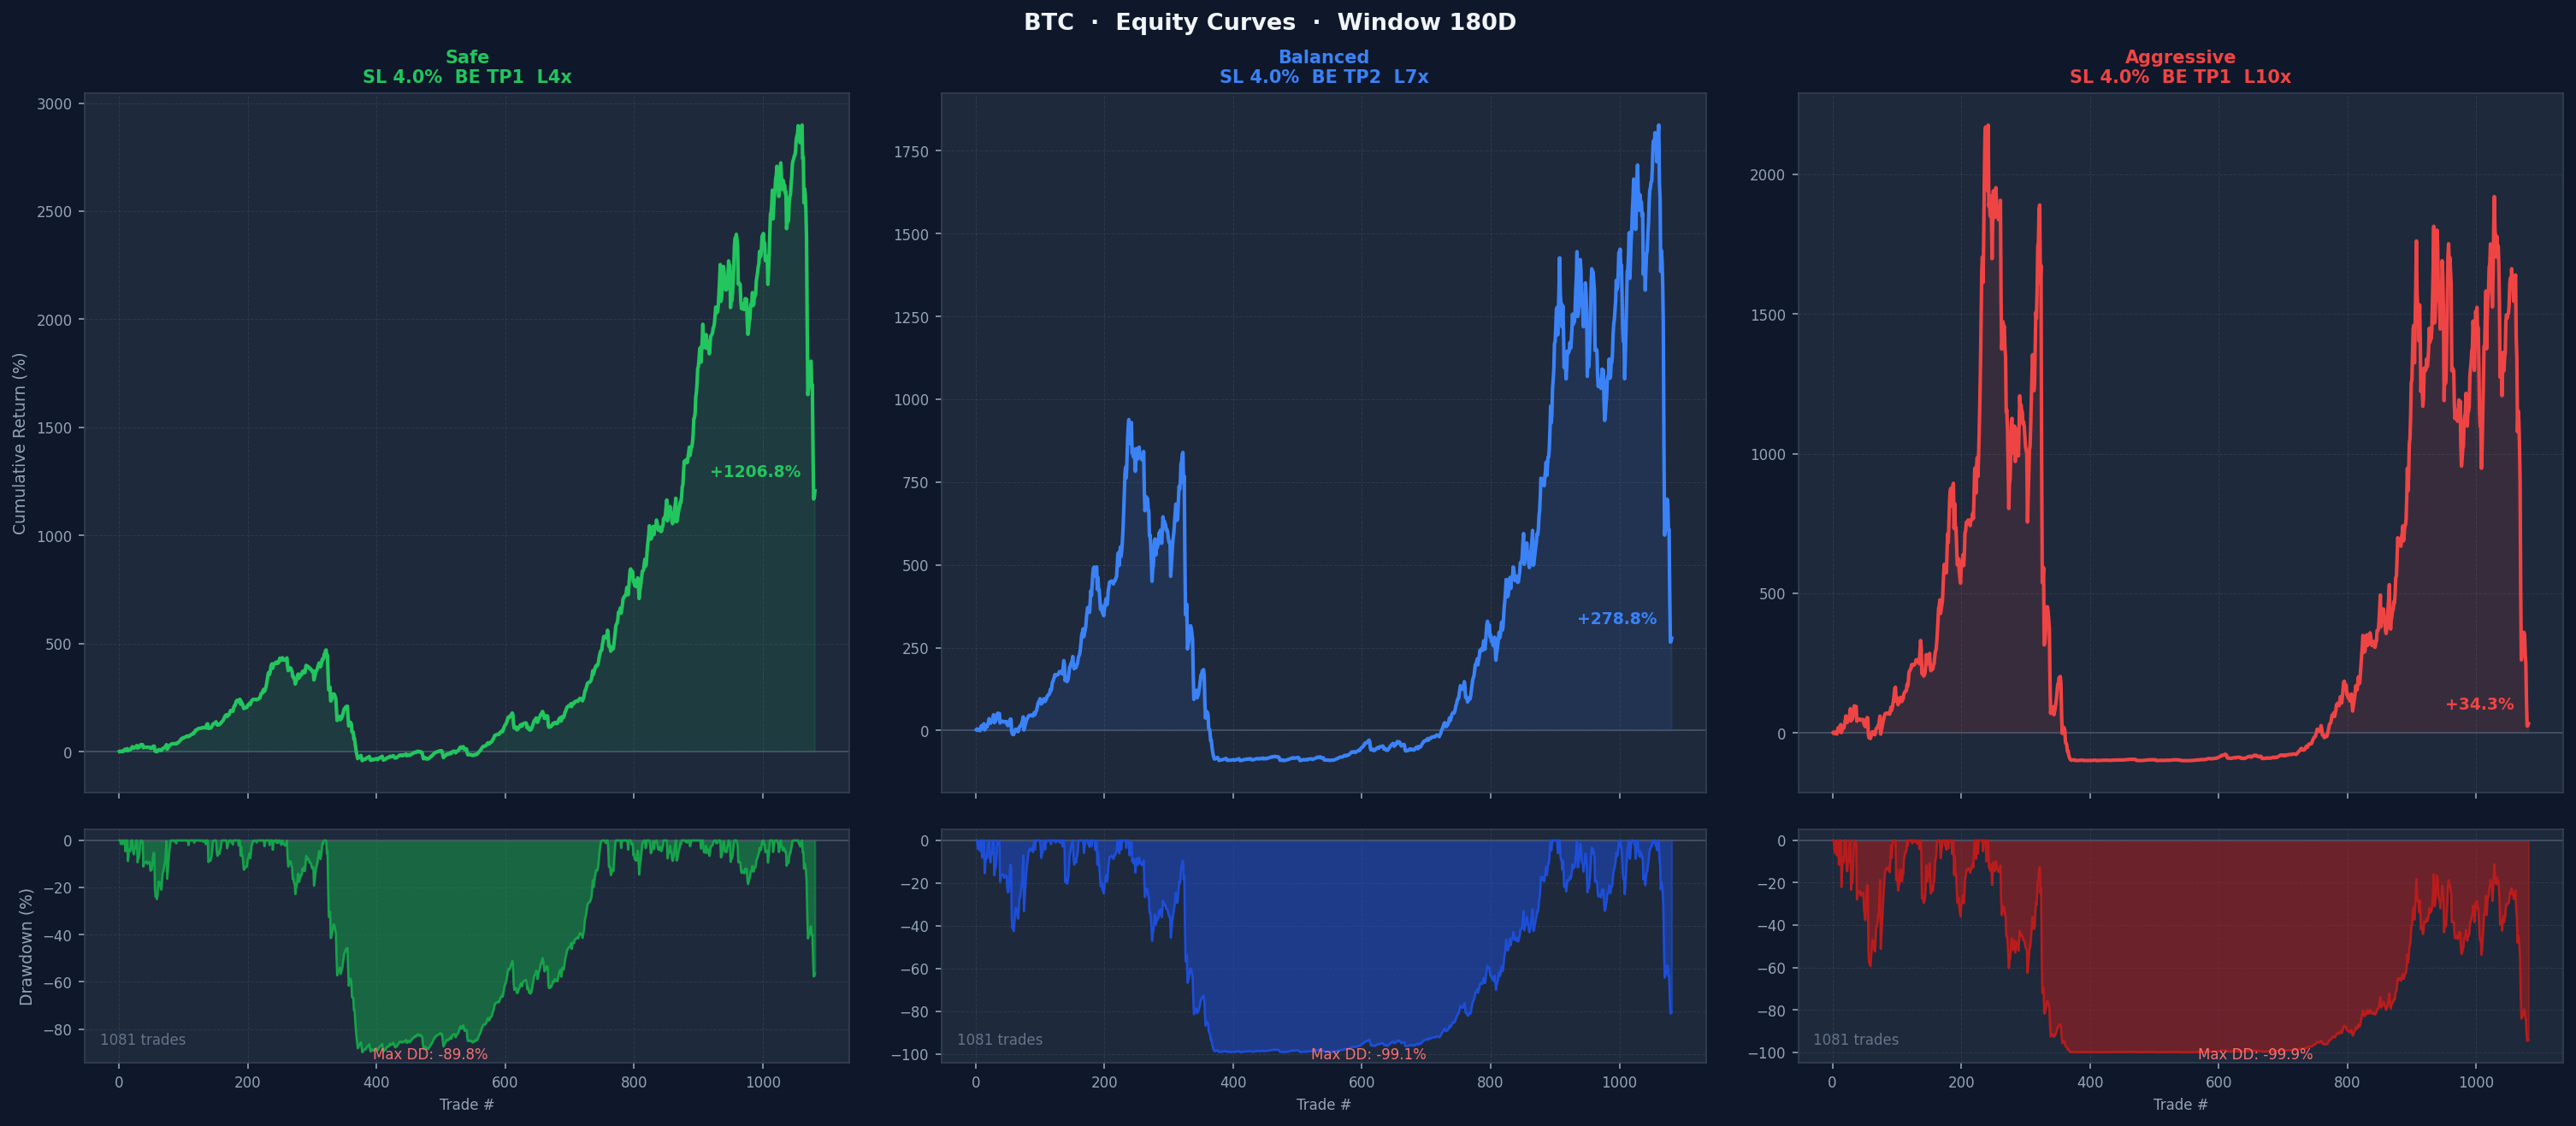 BTC · Equity Curves · Window 180D
Safe
SL 4.0% BE TP1 L4x
3000
2500
2000
1500
1000
500
0
Cumulative Return (%)
+1206.8%
Balanced
SL 4.0% BE TP2 L7x
1750
1500
1250
1000
750
500
250
0
+278.8%
Aggressive
SL 4.0% BE TP1 L10x
2000
1500
1000
500
0
+34.3%
0
−20
−40
−60
−80
Drawdown (%)
1081 trades
Max DD: -89.8%
0 200 400 600 800 1000
Trade #
0
−20
−40
−60
−80
−100
1081 trades
Max DD: -99.1%
0 200 400 600 800 1000
Trade #
0
−20
−40
−60
−80
−100
1081 trades
Max DD: -99.9%
0 200 400 600 800 1000
Trade #